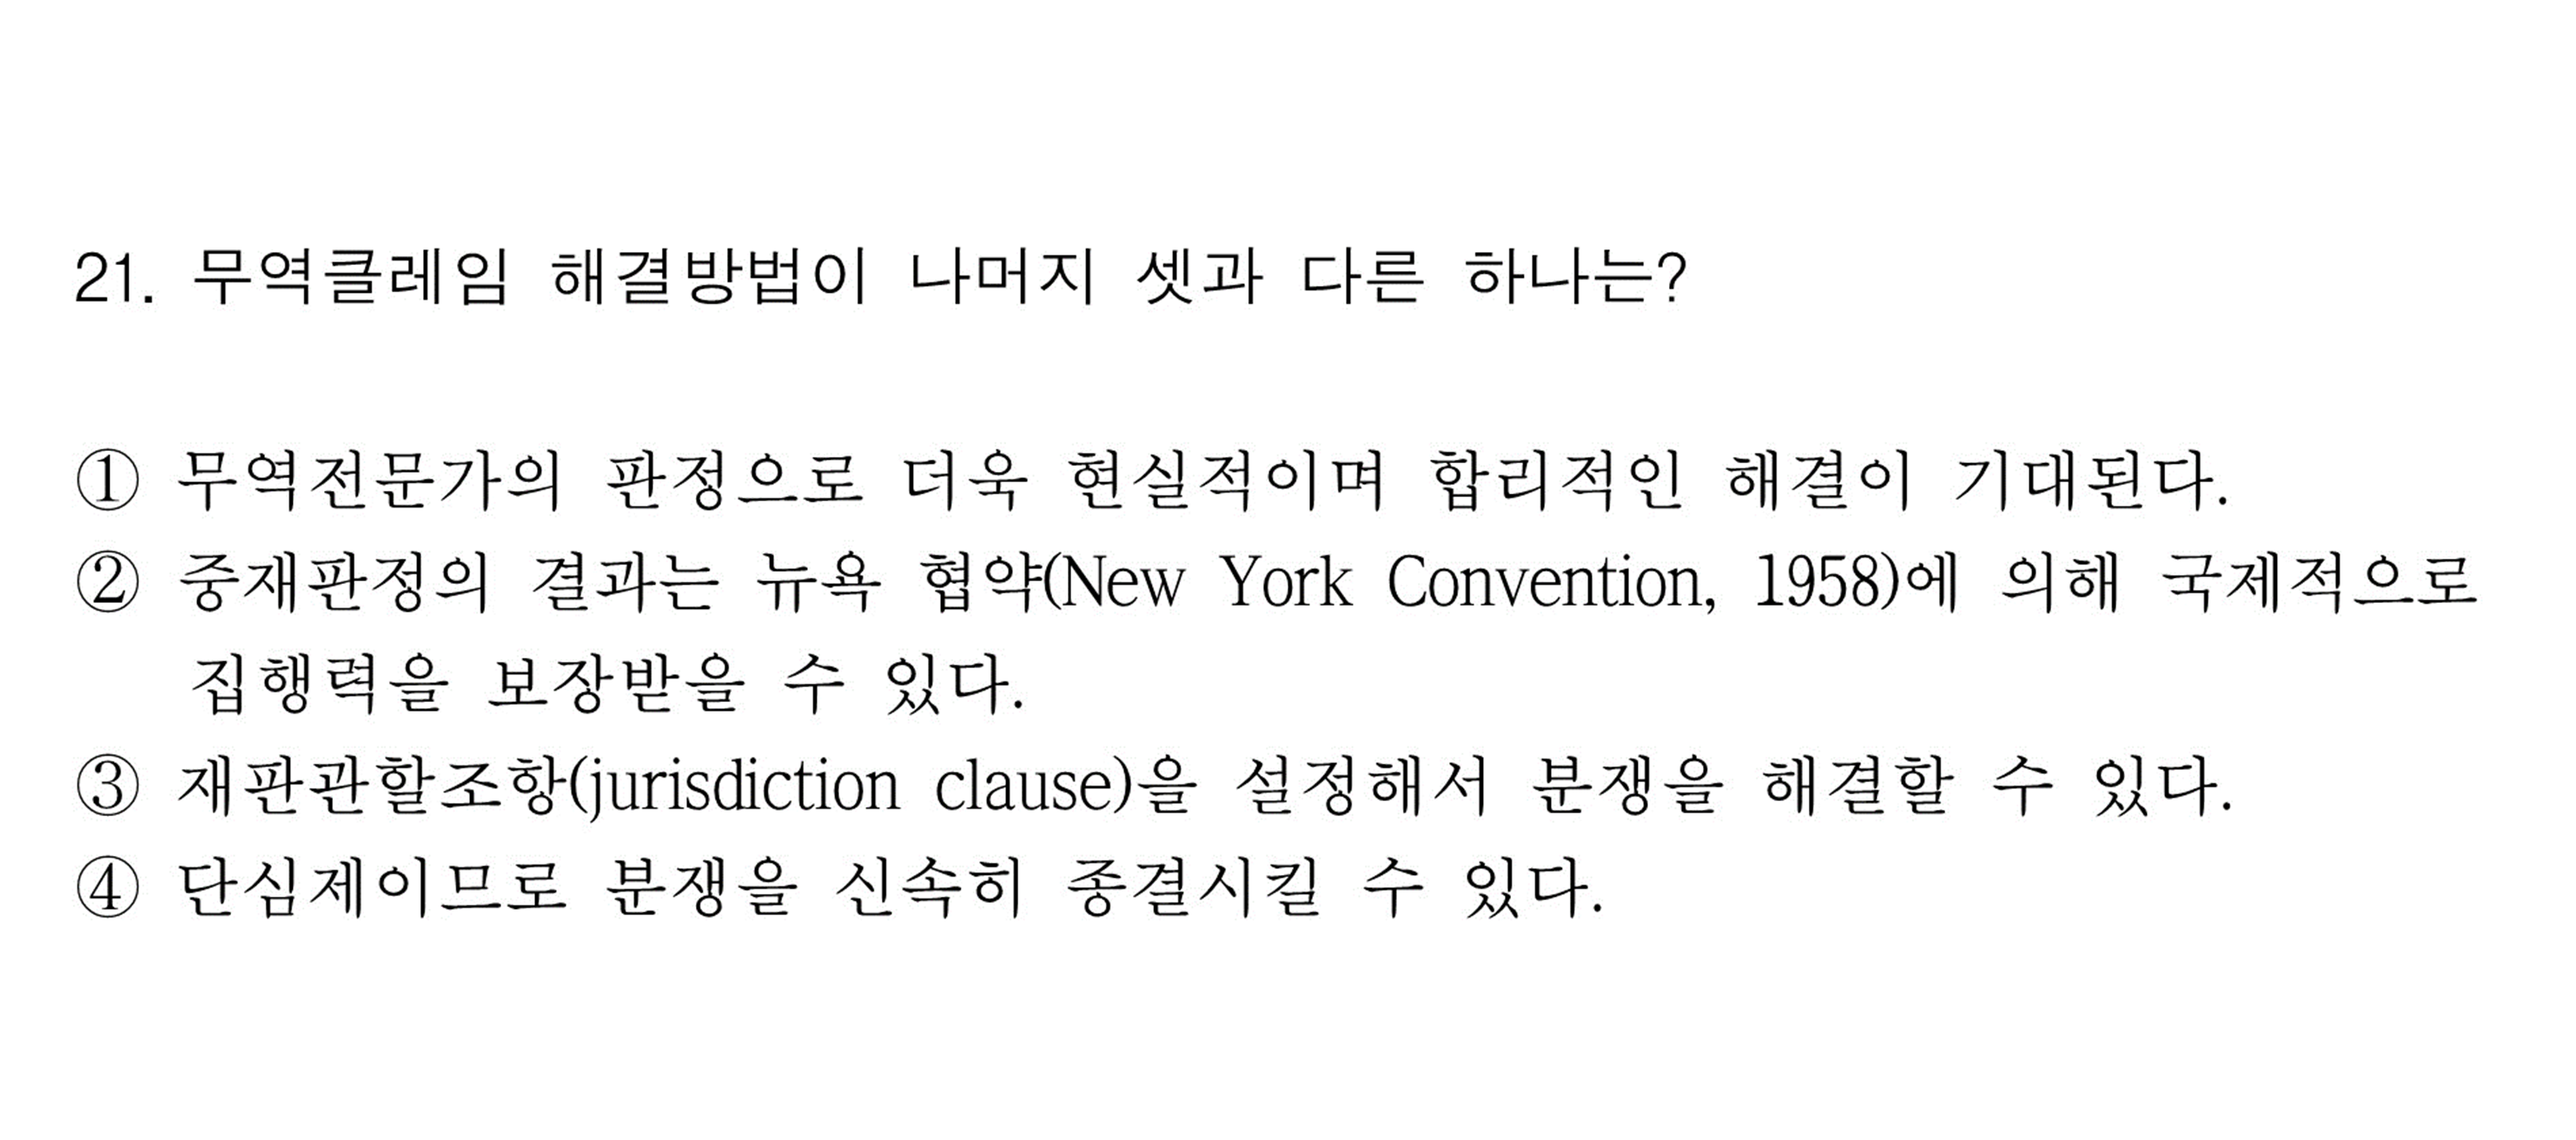 21. 무역클레임 해결방법이 나머지 셋과 다른 하나는?
① 무역전문가의 판정으로 더욱 현실적이며 합리적인 해결이 기대된다.
② 중재판정의 결과는 뉴욕 협약(New York Convention, 1958)에 의해 국제적으로
집행력을 보장받을 수 있다.
③ 재판관할조항(jurisdiction clause)을 설정해서 분쟁을 해결할 수 있다.
④ 단심제이므로 분쟁을 신속히 종결시킬 수 있다.